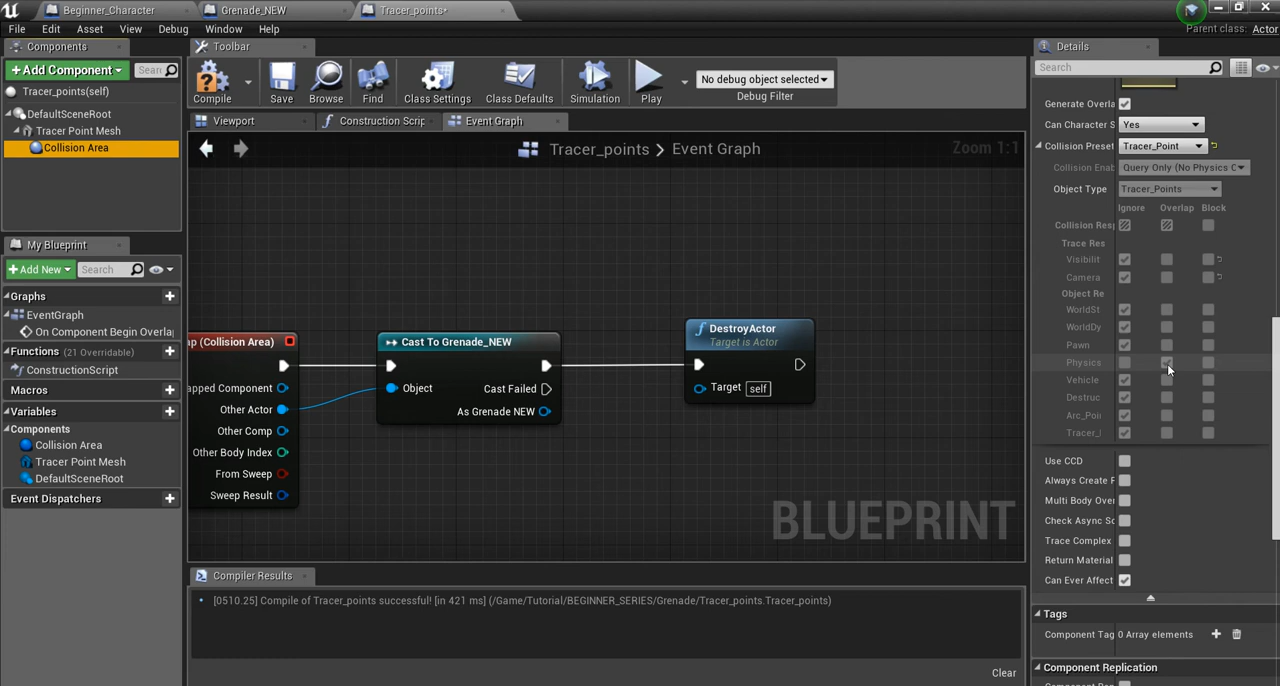 Beginning_Character
Grenade_NEW
Tracer_points*
File Edit Asset View Debug Window Help
Parent class: Actor
Components
+Add Component
Sear
Tracer_points(self)
DefaultSceneRoot
Tracer Point Mesh
Collision Area
Toolbar
Compile
Save
Browse
Find
Class Settings
Class Defaults
Simulation
Play
No debug object selected
Debug Filter
Viewport
Construction Scrip
Event Graph
Tracer_points > Event Graph
Zoom 1:1
My Blueprint
+Add New
Search
Graphs
EventGraph
On Component Begin Overla
Functions (21 Overridable)
ConstructionScript
Macros
Variables
Components
Collision Area
Tracer Point Mesh
DefaultSceneRoot
Event Dispatchers
p (Collision Area)
apped Component
Other Actor
Other Comp
Other Body Index
From Sweep
Sweep Result
Cast To Grenade_NEW
Object
Cast Failed
As Grenade NEW
DestroyActor
Target is Actor
Target self
BLUEPRINT
Compiler Results
[0510.25] Compile of Tracer_points successful! [in 421 ms] (/Game/Tutorial/BEGINNER_SERIES/Grenade/Tracer_points.Tracer_points)
Clear
Details
Search
Generate Overla
Can Character S Yes
Collision Preset Tracer_Point
Collision Enab Query Only (No Physics C
Object Type Tracer_Points
Ignore Overlap Block
Collision Res
Trace Res
Visibilit
Camera
Object Re
WorldSt
WorldDy
Pawn
Physics
Vehicle
Destruc
Arc_Poi
Tracer_
Use CCD
Always Create F
Multi Body Over
Check Async Sc
Trace Complex
Return Material
Can Ever Affect
Tags
Component Tag 0 Array elements
Component Replication